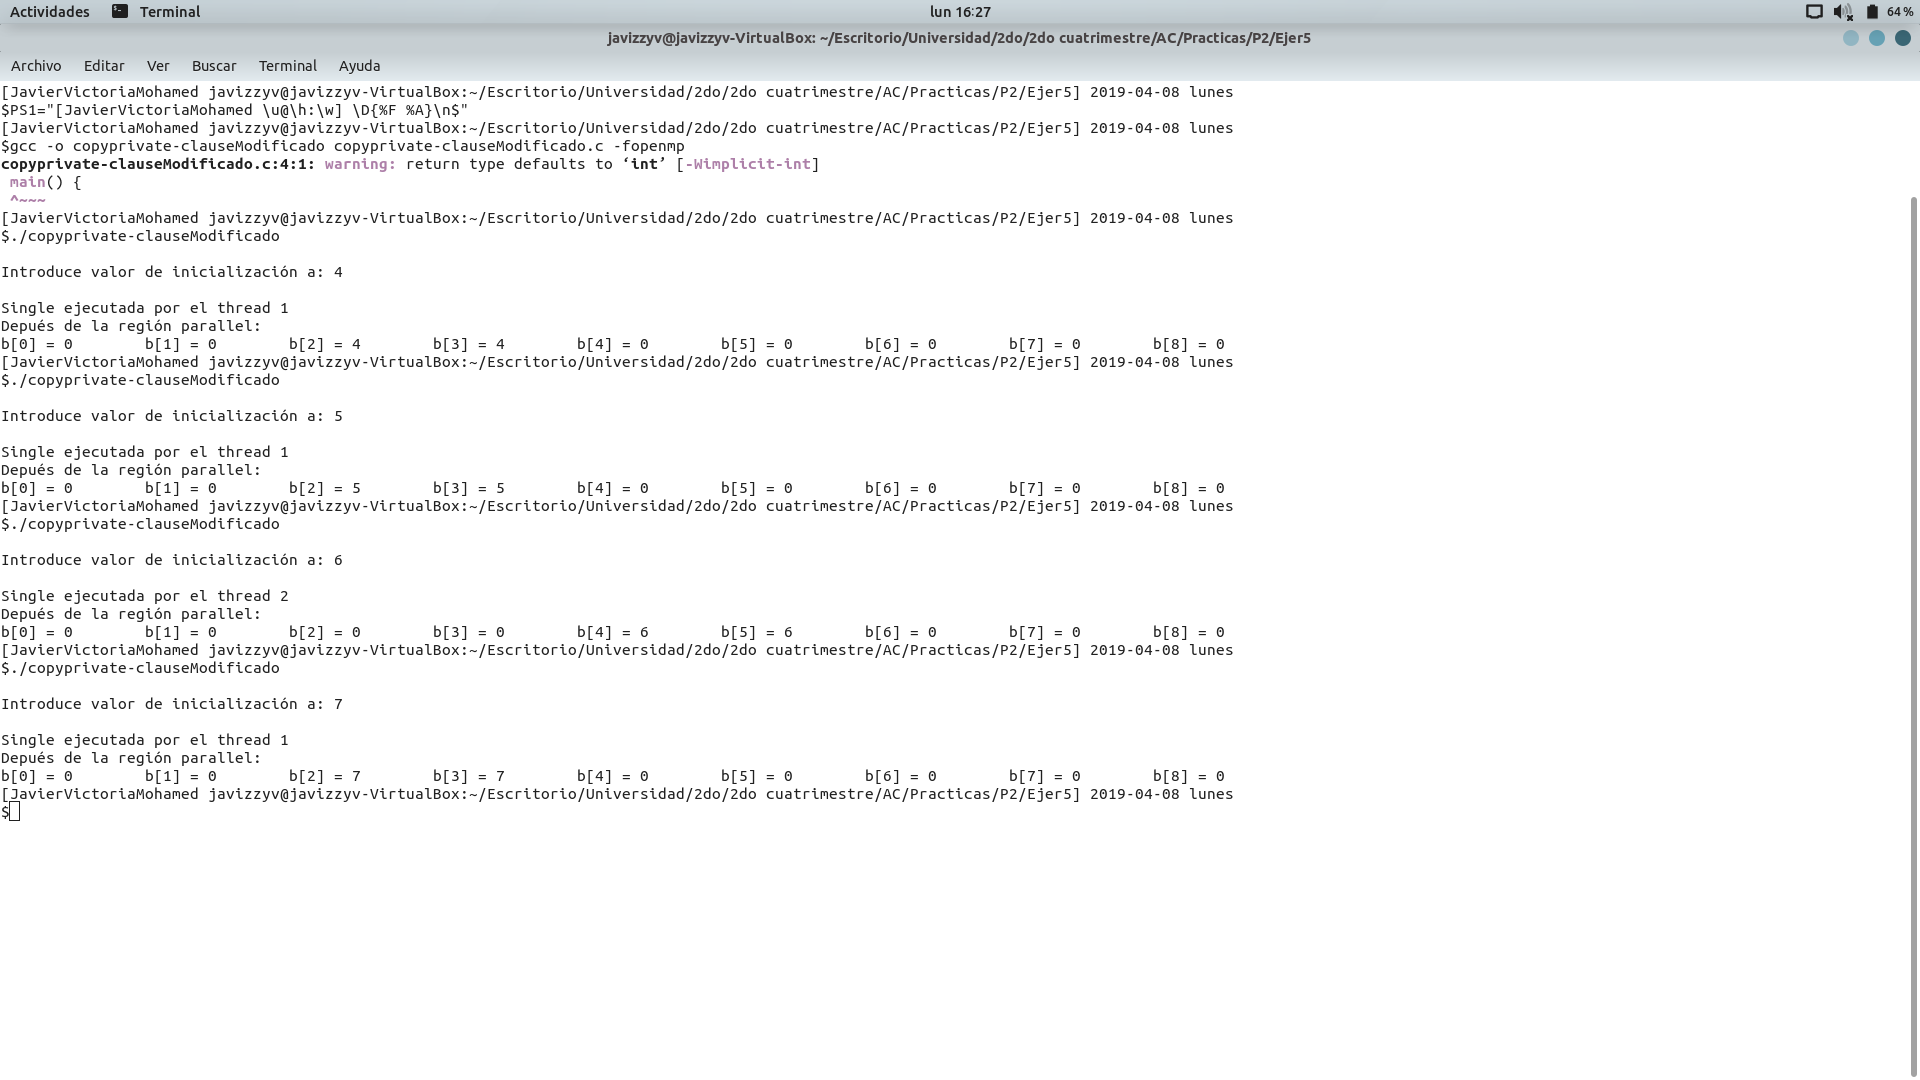 Actividades Terminal lun 16:27 64 %
javizzyv@javizzyv-VirtualBox: ~/Escritorio/Universidad/2do/2do cuatrimestre/AC/Practicas/P2/Ejer5
Archivo Editar Ver Buscar Terminal Ayuda
[JavierVictoriaMohamed javizzyv@javizzyv-VirtualBox:~/Escritorio/Universidad/2do/2do cuatrimestre/AC/Practicas/P2/Ejer5] 2019-04-08 lunes
$PS1="[JavierVictoriaMohamed \u@\h:\w] \D{%F %A}\n$"
[JavierVictoriaMohamed javizzyv@javizzyv-VirtualBox:~/Escritorio/Universidad/2do/2do cuatrimestre/AC/Practicas/P2/Ejer5] 2019-04-08 lunes
$gcc -o copyprivate-clauseModificado copyprivate-clauseModificado.c -fopenmp
copyprivate-clauseModificado.c:4:1: warning: return type defaults to ‘int’ [-Wimplicit-int]
 main() {
 ^~~~
[JavierVictoriaMohamed javizzyv@javizzyv-VirtualBox:~/Escritorio/Universidad/2do/2do cuatrimestre/AC/Practicas/P2/Ejer5] 2019-04-08 lunes
$./copyprivate-clauseModificado
Introduce valor de inicialización a: 4
Single ejecutada por el thread 1
Depués de la región parallel:
b[0] = 0 b[1] = 0 b[2] = 4 b[3] = 4 b[4] = 0 b[5] = 0 b[6] = 0 b[7] = 0 b[8] = 0
[JavierVictoriaMohamed javizzyv@javizzyv-VirtualBox:~/Escritorio/Universidad/2do/2do cuatrimestre/AC/Practicas/P2/Ejer5] 2019-04-08 lunes
$./copyprivate-clauseModificado
Introduce valor de inicialización a: 5
Single ejecutada por el thread 1
Depués de la región parallel:
b[0] = 0 b[1] = 0 b[2] = 5 b[3] = 5 b[4] = 0 b[5] = 0 b[6] = 0 b[7] = 0 b[8] = 0
[JavierVictoriaMohamed javizzyv@javizzyv-VirtualBox:~/Escritorio/Universidad/2do/2do cuatrimestre/AC/Practicas/P2/Ejer5] 2019-04-08 lunes
$./copyprivate-clauseModificado
Introduce valor de inicialización a: 6
Single ejecutada por el thread 2
Depués de la región parallel:
b[0] = 0 b[1] = 0 b[2] = 0 b[3] = 0 b[4] = 6 b[5] = 6 b[6] = 0 b[7] = 0 b[8] = 0
[JavierVictoriaMohamed javizzyv@javizzyv-VirtualBox:~/Escritorio/Universidad/2do/2do cuatrimestre/AC/Practicas/P2/Ejer5] 2019-04-08 lunes
$./copyprivate-clauseModificado
Introduce valor de inicialización a: 7
Single ejecutada por el thread 1
Depués de la región parallel:
b[0] = 0 b[1] = 0 b[2] = 7 b[3] = 7 b[4] = 0 b[5] = 0 b[6] = 0 b[7] = 0 b[8] = 0
[JavierVictoriaMohamed javizzyv@javizzyv-VirtualBox:~/Escritorio/Universidad/2do/2do cuatrimestre/AC/Practicas/P2/Ejer5] 2019-04-08 lunes
$